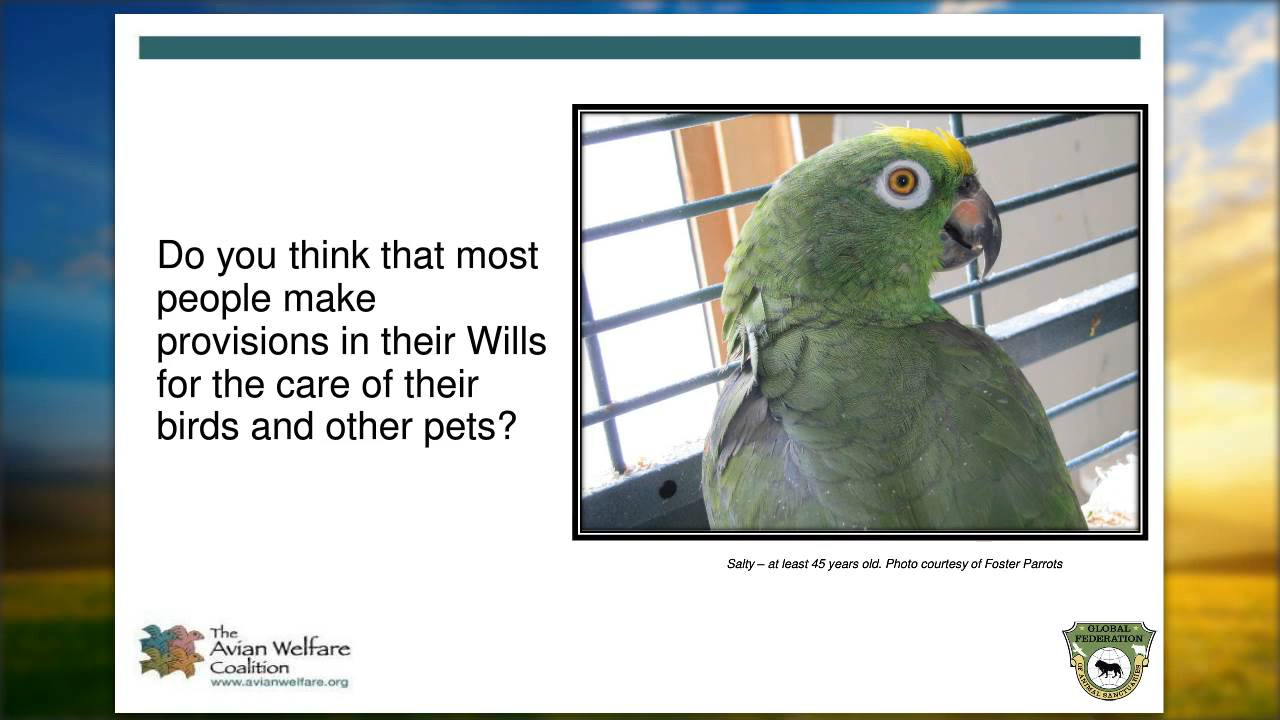 Do you think that most
people make
provisions in their Wills
for the care of their
birds and other pets?
Salty – at least 45 years old. Photo courtesy of Foster Parrots
The
Avian Welfare
Coalition
www.avianwelfare.org
GLOBAL
FEDERATION
OF ANIMAL SANCTUARIES